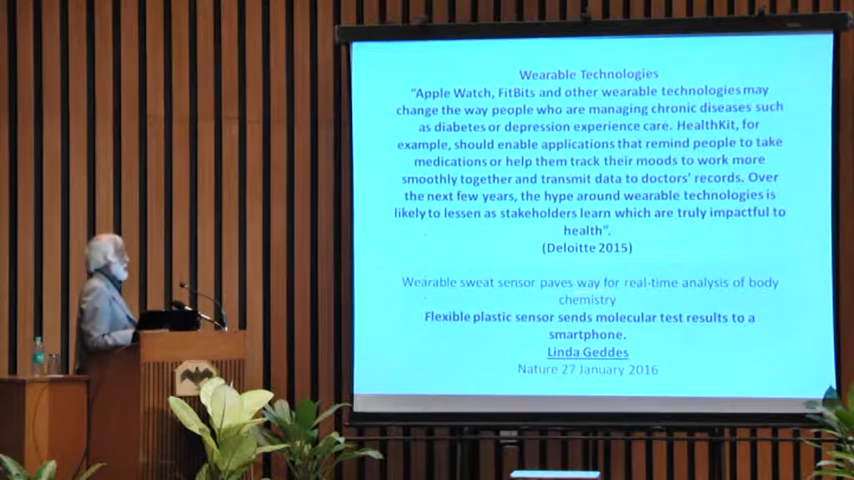 Wearable Technologies
“Apple Watch, FitBits and other wearable technologies may
change the way people who are managing chronic diseases such
as diabetes or depression experience care. HealthKit, for
example, should enable applications that remind people to take
medications or help them track their moods to work more
smoothly together and transmit data to doctors’ records. Over
the next few years, the hype around wearable technologies is
likely to lessen as stakeholders learn which are truly impactful to
health”.
(Deloitte 2015)
Wearable sweat sensor paves way for real-time analysis of body
chemistry
Flexible plastic sensor sends molecular test results to a
smartphone.
Linda Geddes
Nature 27 January 2016